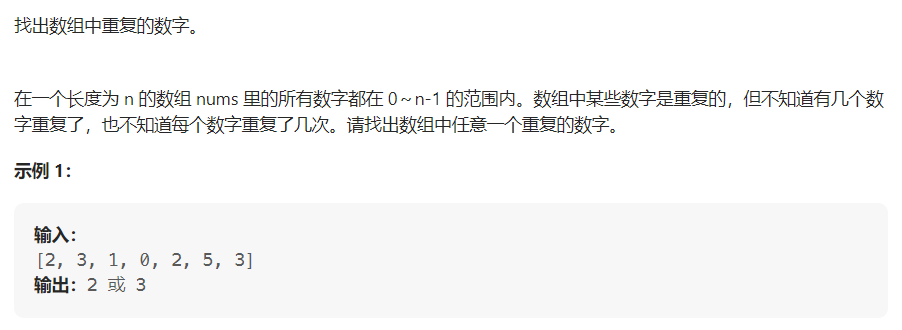 找出数组中重复的数字。
在一个长度为 n 的数组 nums 里的所有数字都在 0～n-1 的范围内。数组中某些数字是重复的，但不知道有几个数
字重复了，也不知道每个数字重复了几次。请找出数组中任意一个重复的数字。
示例 1：
输入：
[2, 3, 1, 0, 2, 5, 3]
输出：2 或 3